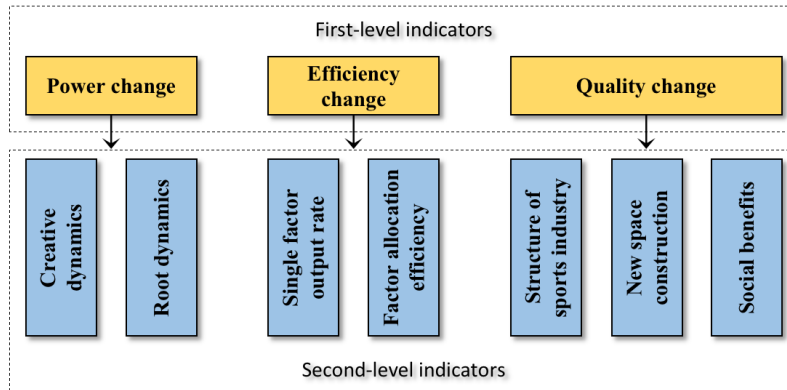 First-level indicators
Power change
Efficiency
change
Quality change
Creative
dynamics
Root dynamics
Single factor
output rate
Factor allocation
efficiency
Structure of
sports industry
New space
construction
Social benefits
Second-level indicators